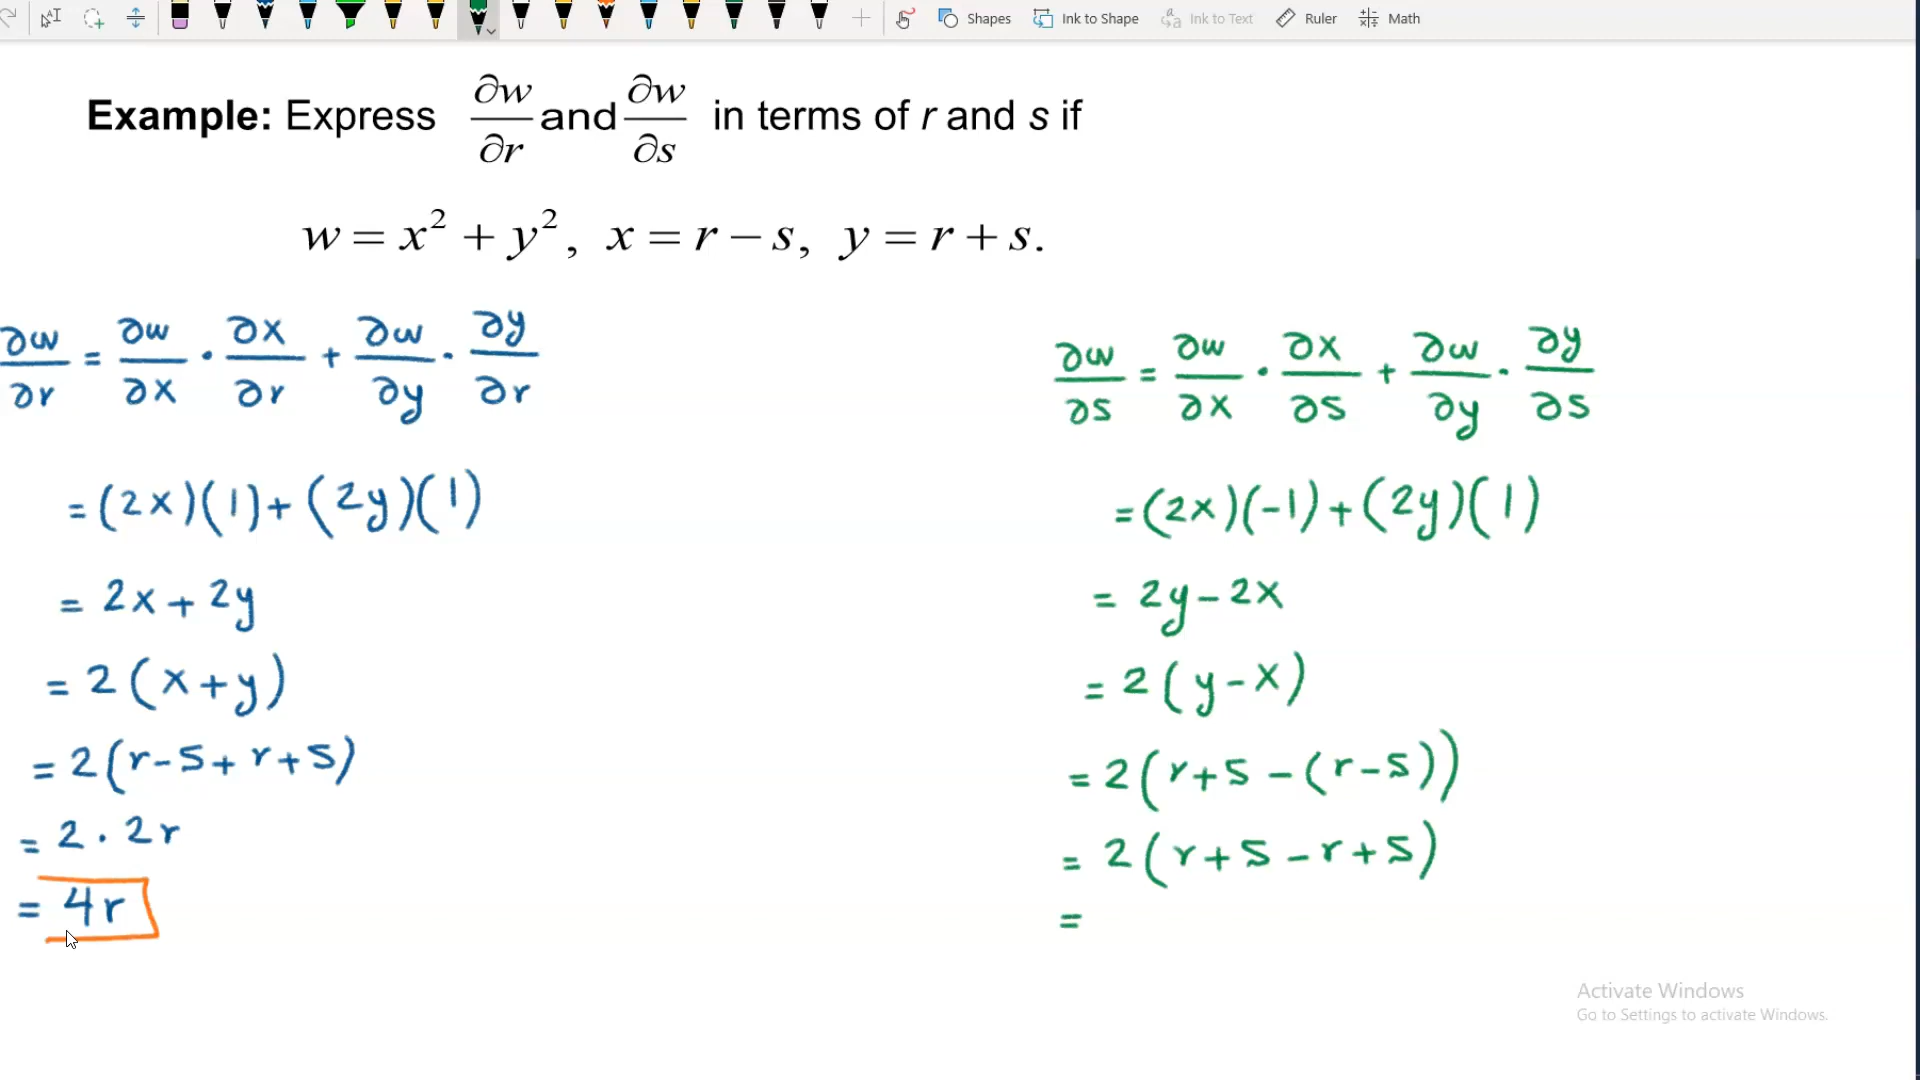 Shapes Ink to Shape Ink to Text Ruler Math
Example: Express ∂w/∂r and ∂w/∂s in terms of r and s if
w = x² + y², x = r − s, y = r + s.
∂w/∂r = ∂w/∂x · ∂x/∂r + ∂w/∂y · ∂y/∂r
= (2x)(1) + (2y)(1)
= 2x + 2y
= 2(x + y)
= 2(r − s + r + s)
= 2 · 2r
= 4r
∂w/∂s = ∂w/∂x · ∂x/∂s + ∂w/∂y · ∂y/∂s
= (2x)(−1) + (2y)(1)
= 2y − 2x
= 2(y − x)
= 2(r + s − (r − s))
= 2(r + s − r + s)
=
Activate Windows
Go to Settings to activate Windows.